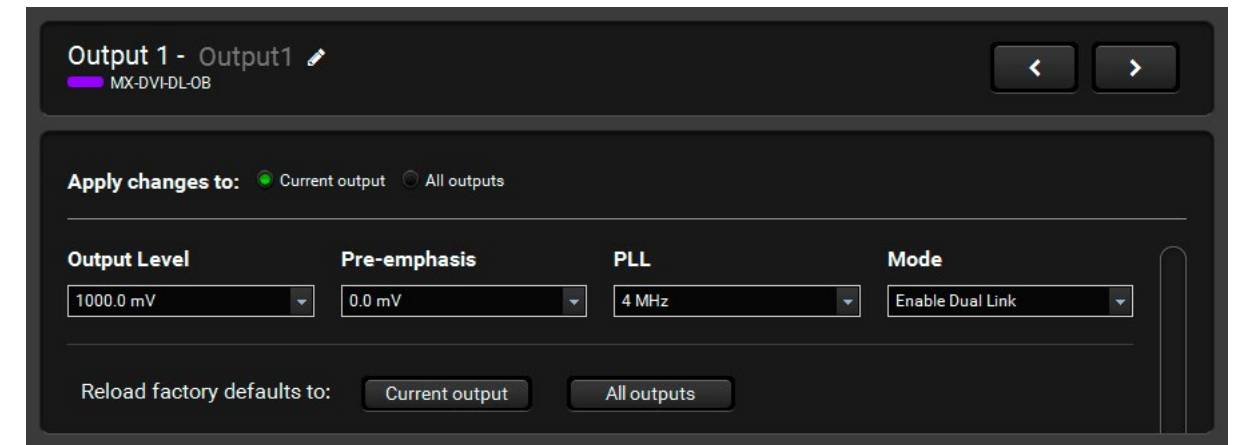 Output 1 - Output1
MX-DVI-DL-OB
Apply changes to: Current output All outputs
Output Level Pre-emphasis PLL Mode
1000.0 mV 0.0 mV 4 MHz Enable Dual Link
Reload factory defaults to: Current output All outputs